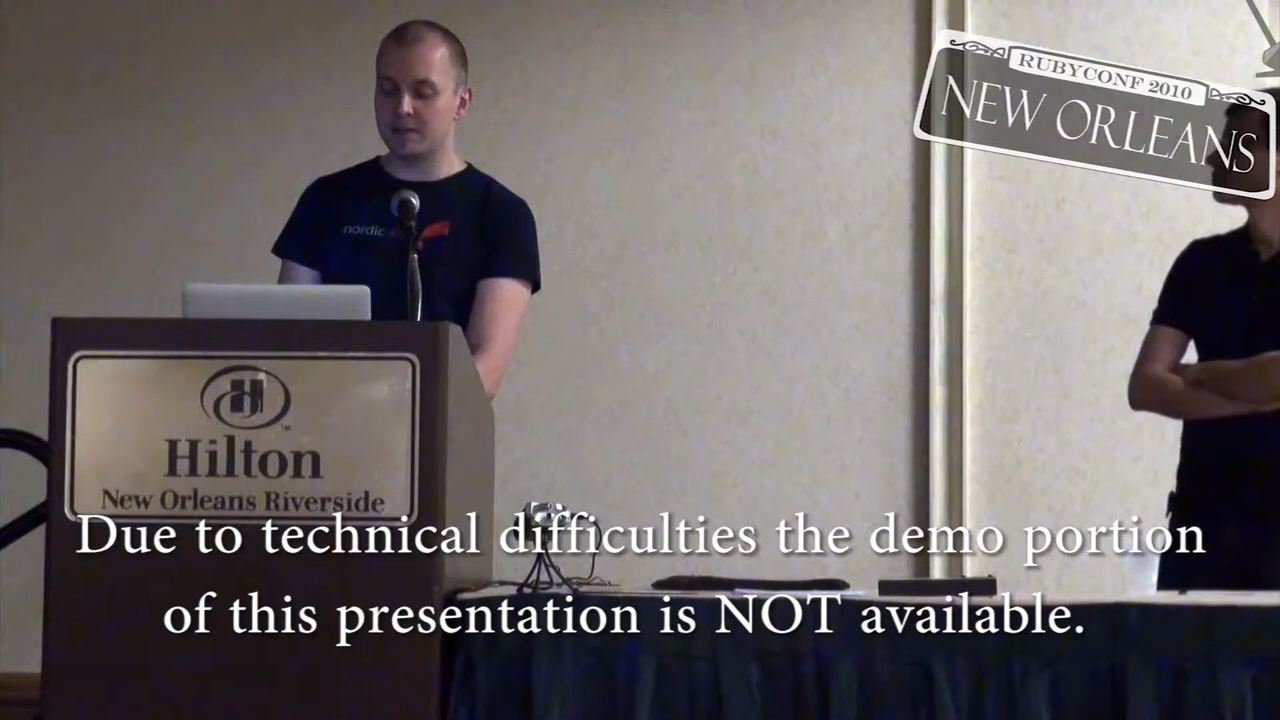 RUBYCONF 2010
NEW ORLEANS
nordic
Hilton
New Orleans Riverside
Due to technical difficulties the demo portion
of this presentation is NOT available.